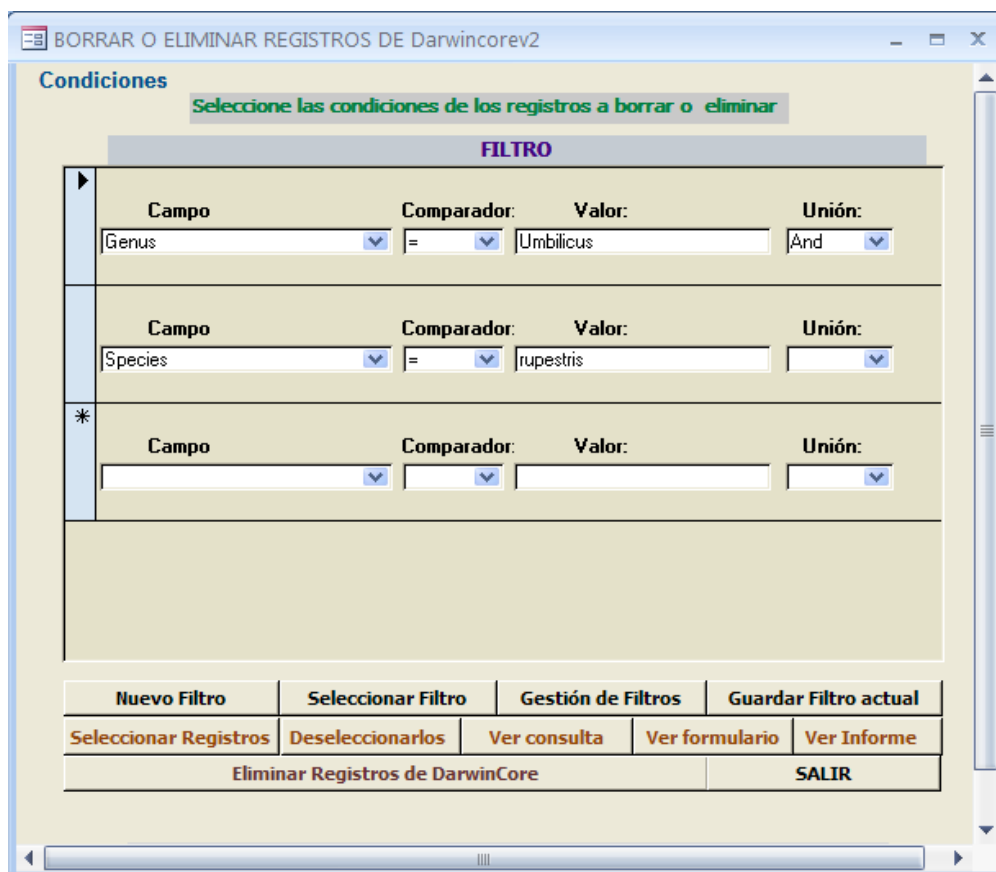 BORRAR O ELIMINAR REGISTROS DE Darwincorev2
Condiciones
Seleccione las condiciones de los registros a borrar o eliminar
FILTRO
Campo Comparador: Valor: Unión:
Genus = Umbilicus And
Campo Comparador: Valor: Unión:
Species = rupestris
Campo Comparador: Valor: Unión:
Nuevo Filtro Seleccionar Filtro Gestión de Filtros Guardar Filtro actual
Seleccionar Registros Deseleccionarlos Ver consulta Ver formulario Ver Informe
Eliminar Registros de DarwinCore SALIR